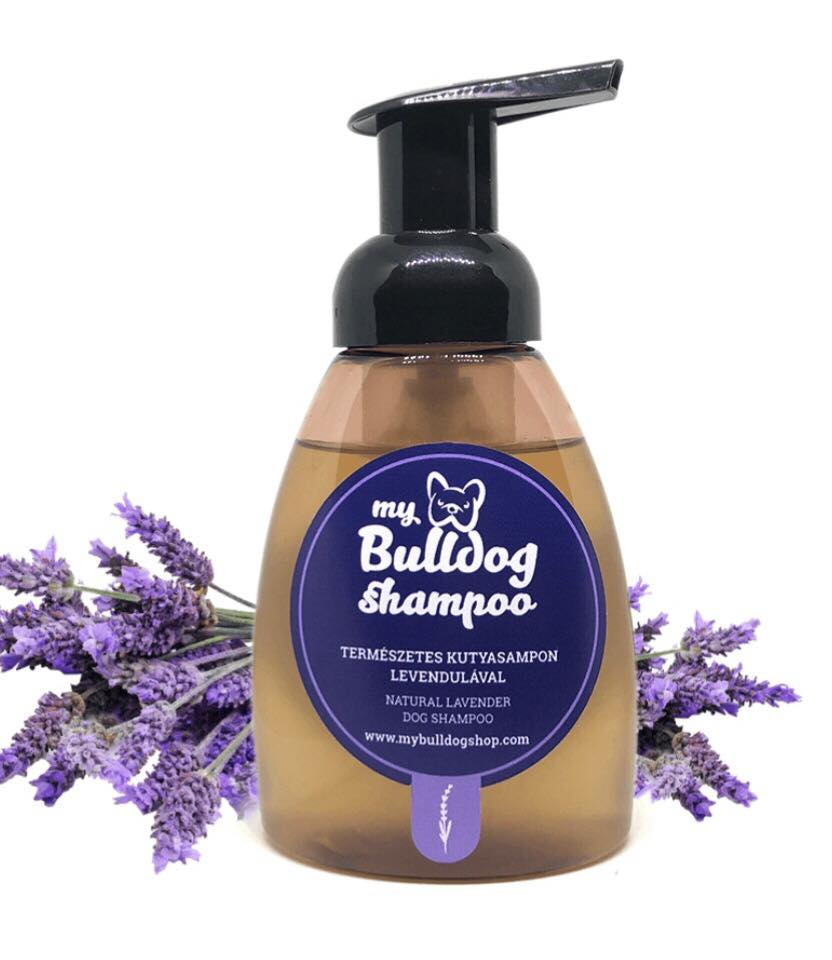 my
Bulldog
Shampoo
TERMÉSZETES KUTYASAMPON
LEVENDULÁVAL
NATURAL LAVENDER
DOG SHAMPOO
www.mybulldogshop.com